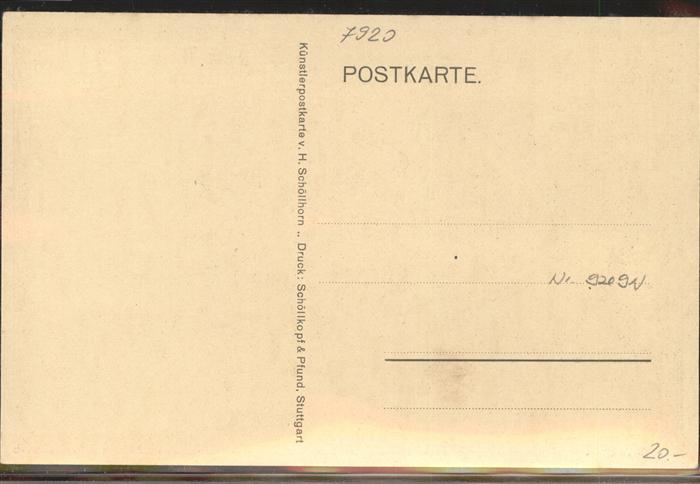 7920
POSTKARTE.
Künstlerpostkarte v. H. Schöllhorn .. Druck: Schöllkopf & Pfund, Stuttgart
Nr. 9209N
20.-